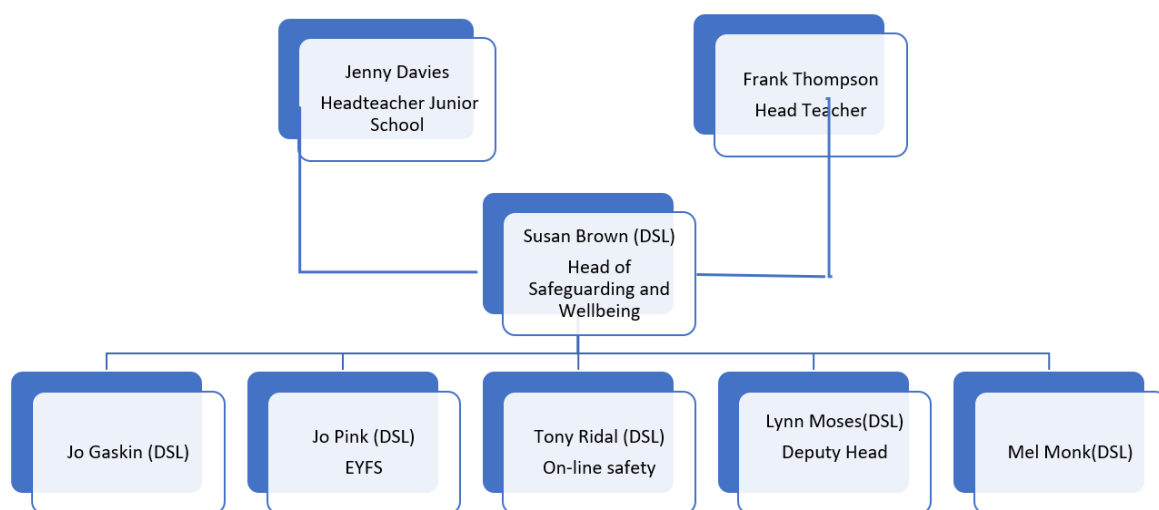 Jenny Davies
Headteacher Junior
School
Frank Thompson
Head Teacher
Susan Brown (DSL)
Head of
Safeguarding and
Wellbeing
Jo Gaskin (DSL)
Jo Pink (DSL)
EYFS
Tony Ridal (DSL)
On-line safety
Lynn Moses(DSL)
Deputy Head
Mel Monk(DSL)